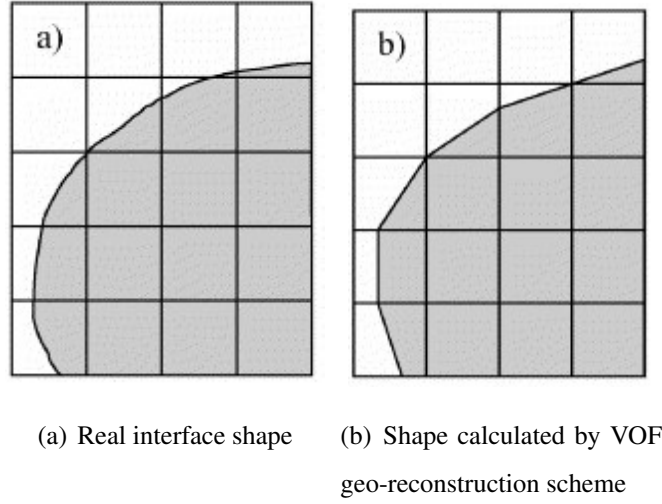 a)
b)
(a) Real interface shape
(b) Shape calculated by VOF
geo-reconstruction scheme